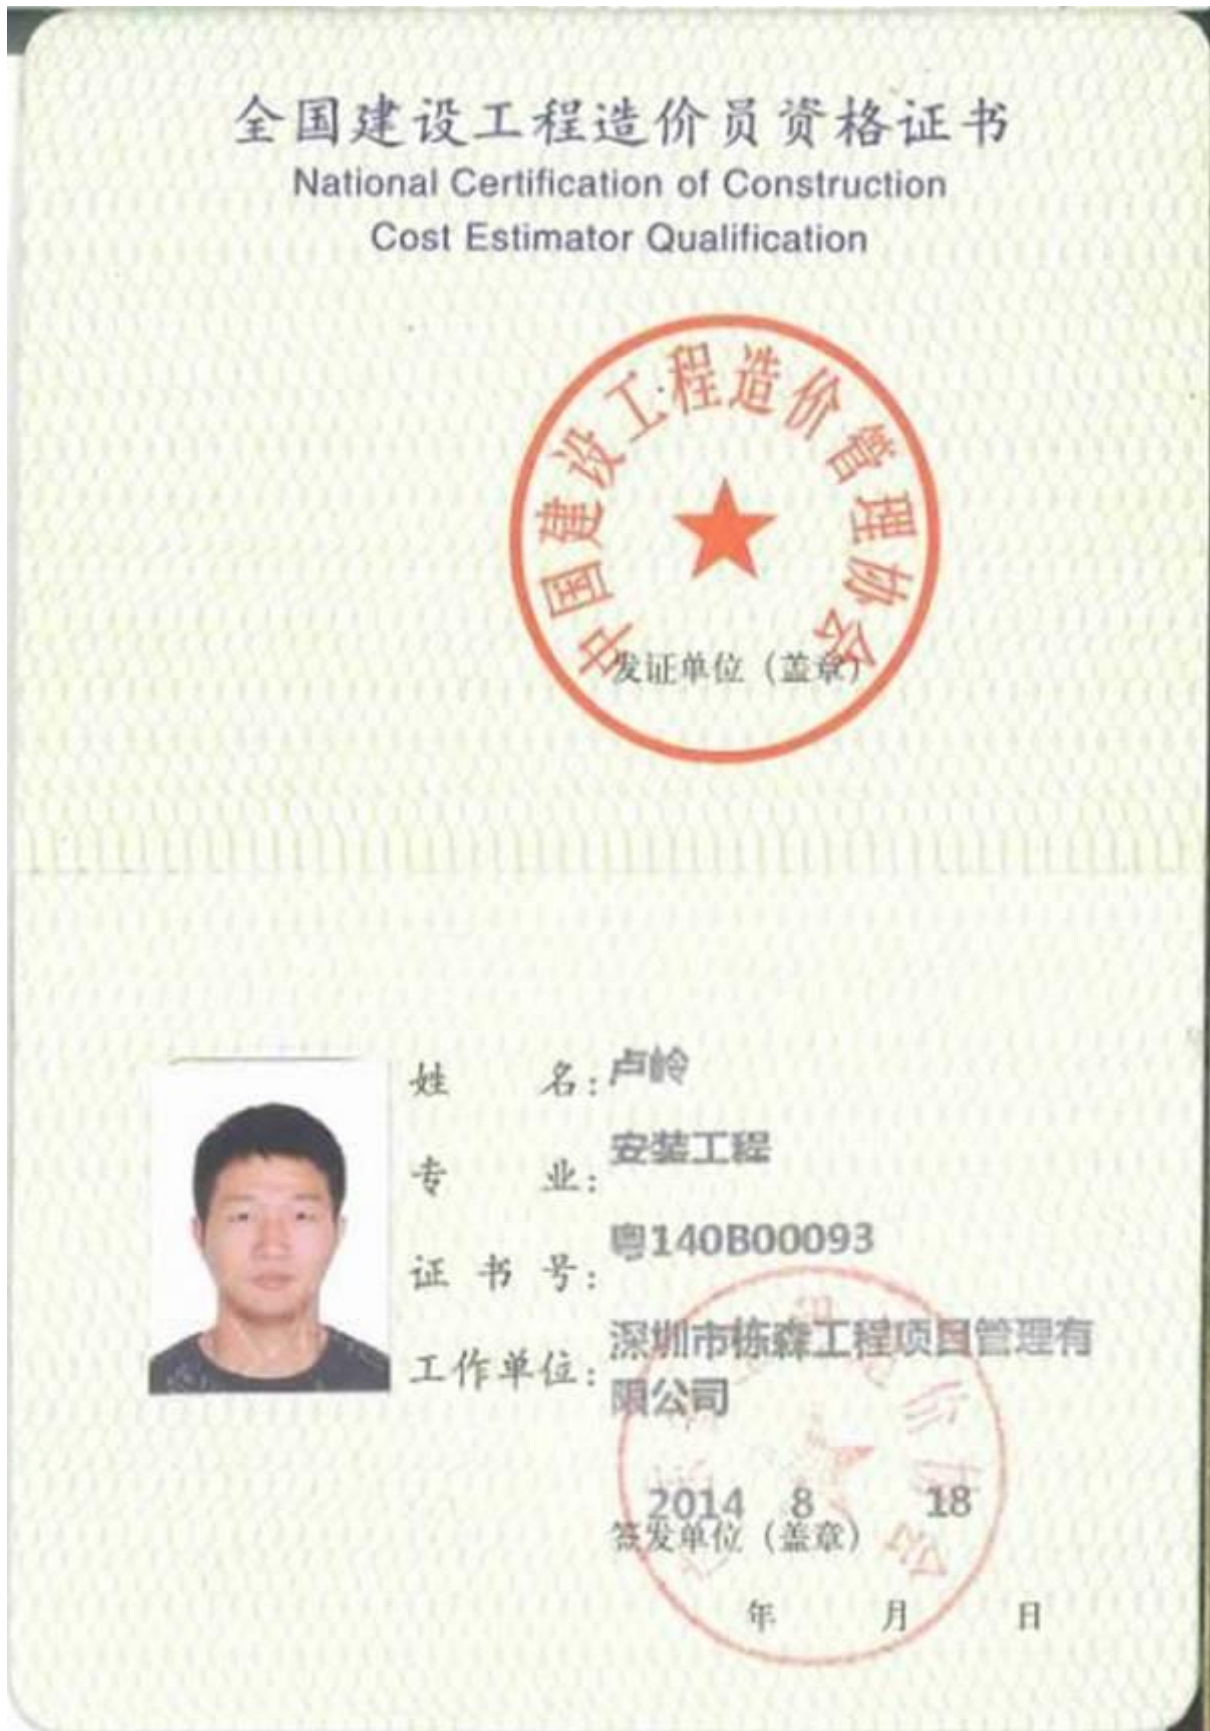 全国建设工程造价员资格证书
National Certification of Construction
Cost Estimator Qualification
中国建设工程造价管理协会
发证单位（盖章）
姓 名：卢岭
专 业：安装工程
证 书 号：粤140B00093
工作单位：深圳市栋森工程项目管理有
限公司
2014 8 18
签发单位（盖章）
年 月 日